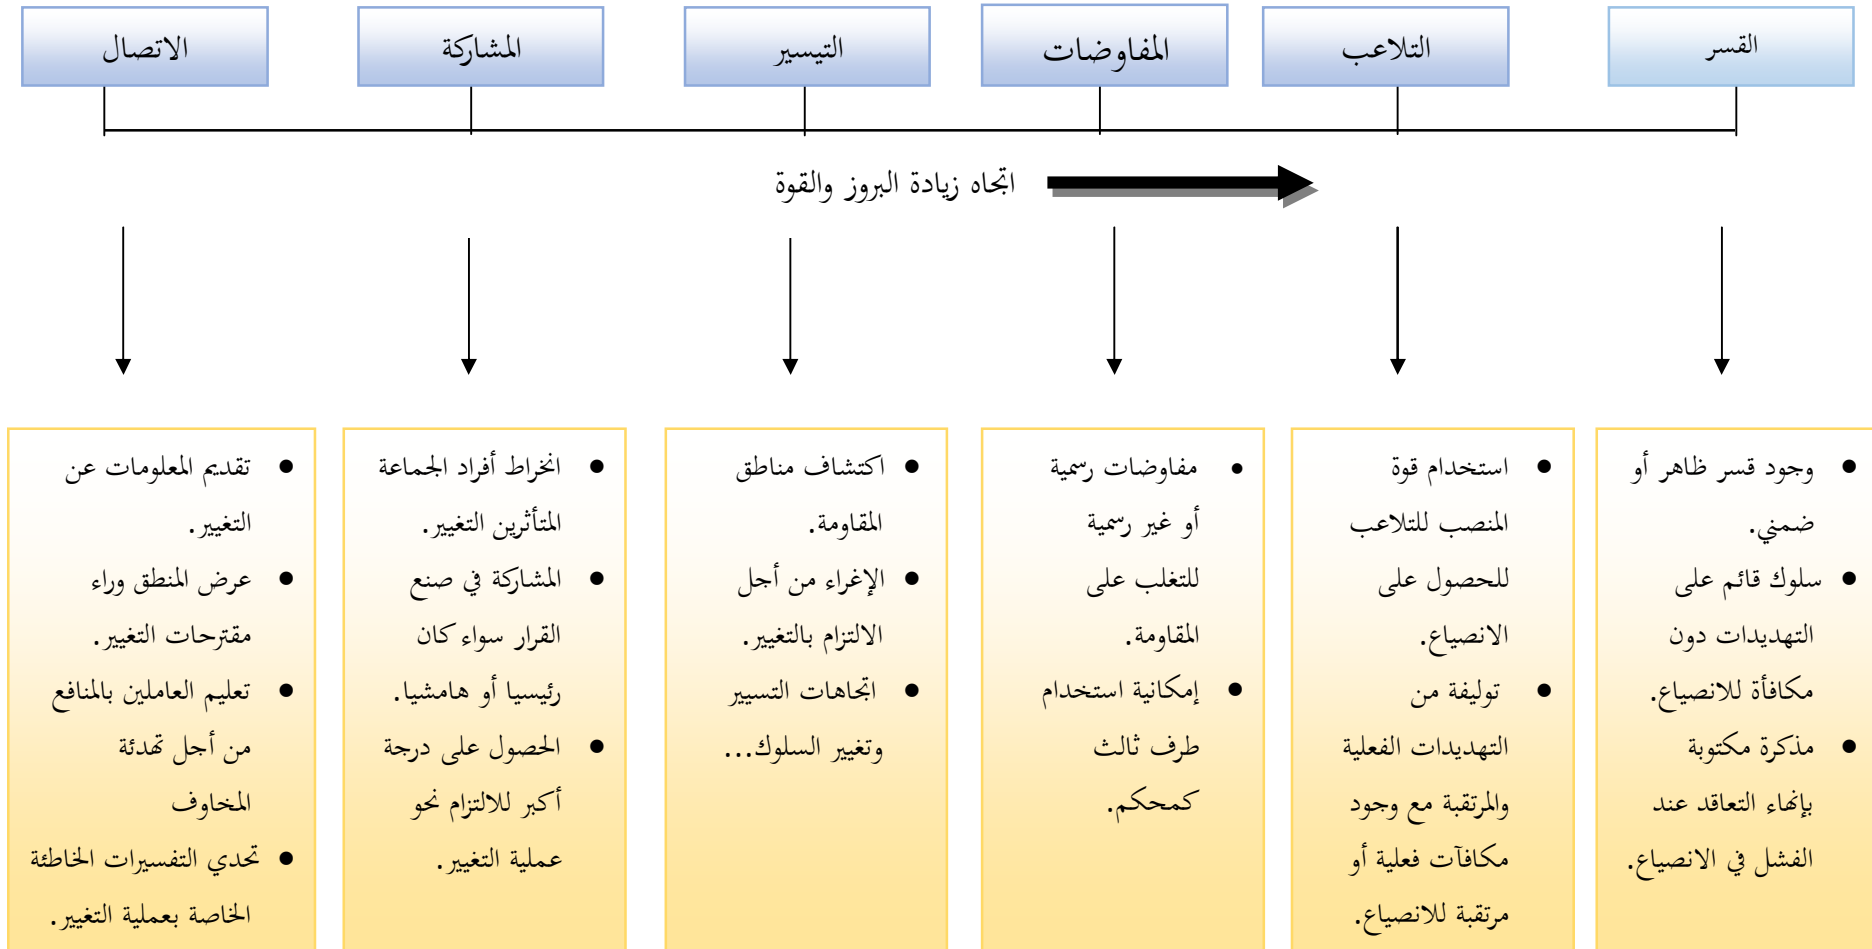 القسر
التلاعب
المفاوضات
التيسير
المشاركة
الاتصال
اتجاه زيادة البروز والقوة
• وجود قسر ظاهر أو
ضمني.
• سلوك قائم على
التهديدات دون
مكافأة للانصياع.
• مذكرة مكتوبة
بإنهاء التعاقد عند
الفشل في الانصياع.
• استخدام قوة
المنصب للتلاعب
للحصول على
الانصياع.
• توليفة من
التهديدات الفعلية
والمرتقبة مع وجود
مكافآت فعلية أو
مرتقبة للانصياع.
• مفاوضات رسمية
أو غير رسمية
للتغلب على
المقاومة.
• إمكانية استخدام
طرف ثالث
كمحكم.
• اكتشاف مناطق
المقاومة.
• الإغراء من أجل
الالتزام بالتغيير.
• اتجاهات التسيير
وتغيير السلوك...
• انخراط أفراد الجماعة
المتأثرين التغيير.
• المشاركة في صنع
القرار سواء كان
رئيسيا أو هامشيا.
• الحصول على درجة
أكبر للالتزام نحو
عملية التغيير.
• تقديم المعلومات عن
التغيير.
• عرض المنطق وراء
مقترحات التغيير.
• تعليم العاملين بالمنافع
من أجل تهدئة
المخاوف
• تحدي التفسيرات الخاطئة
الخاصة بعملية التغيير.